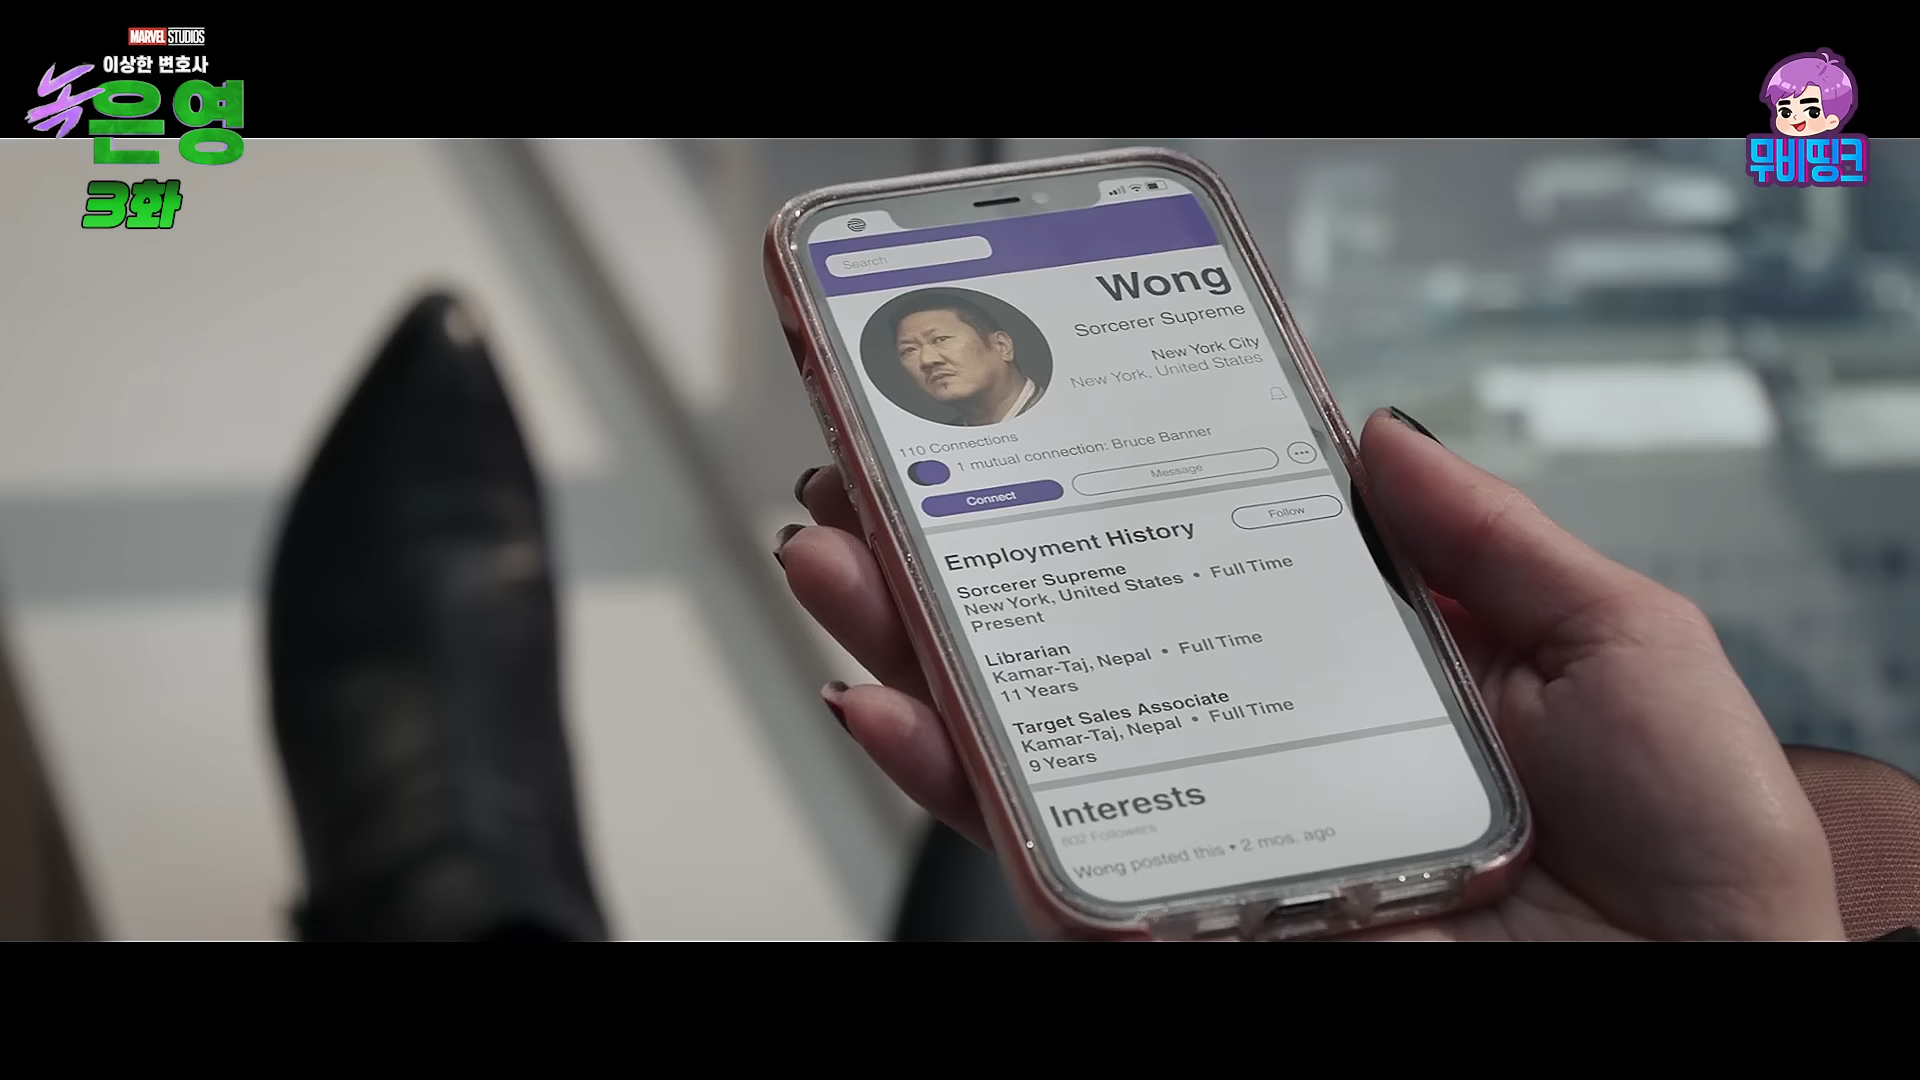 MARVEL STUDIOS
이상한 변호사
녹은영
3화
무비띵크
Search
Wong
Sorcerer Supreme
New York City
New York, United States
110 Connections
1 mutual connection: Bruce Banner
Connect
Message
Employment History
Follow
Sorcerer Supreme
New York, United States • Full Time
Present
Librarian
Kamar-Taj, Nepal • Full Time
11 Years
Target Sales Associate
Kamar-Taj, Nepal • Full Time
9 Years
Interests
802 Followers
Wong posted this • 2 mos. ago